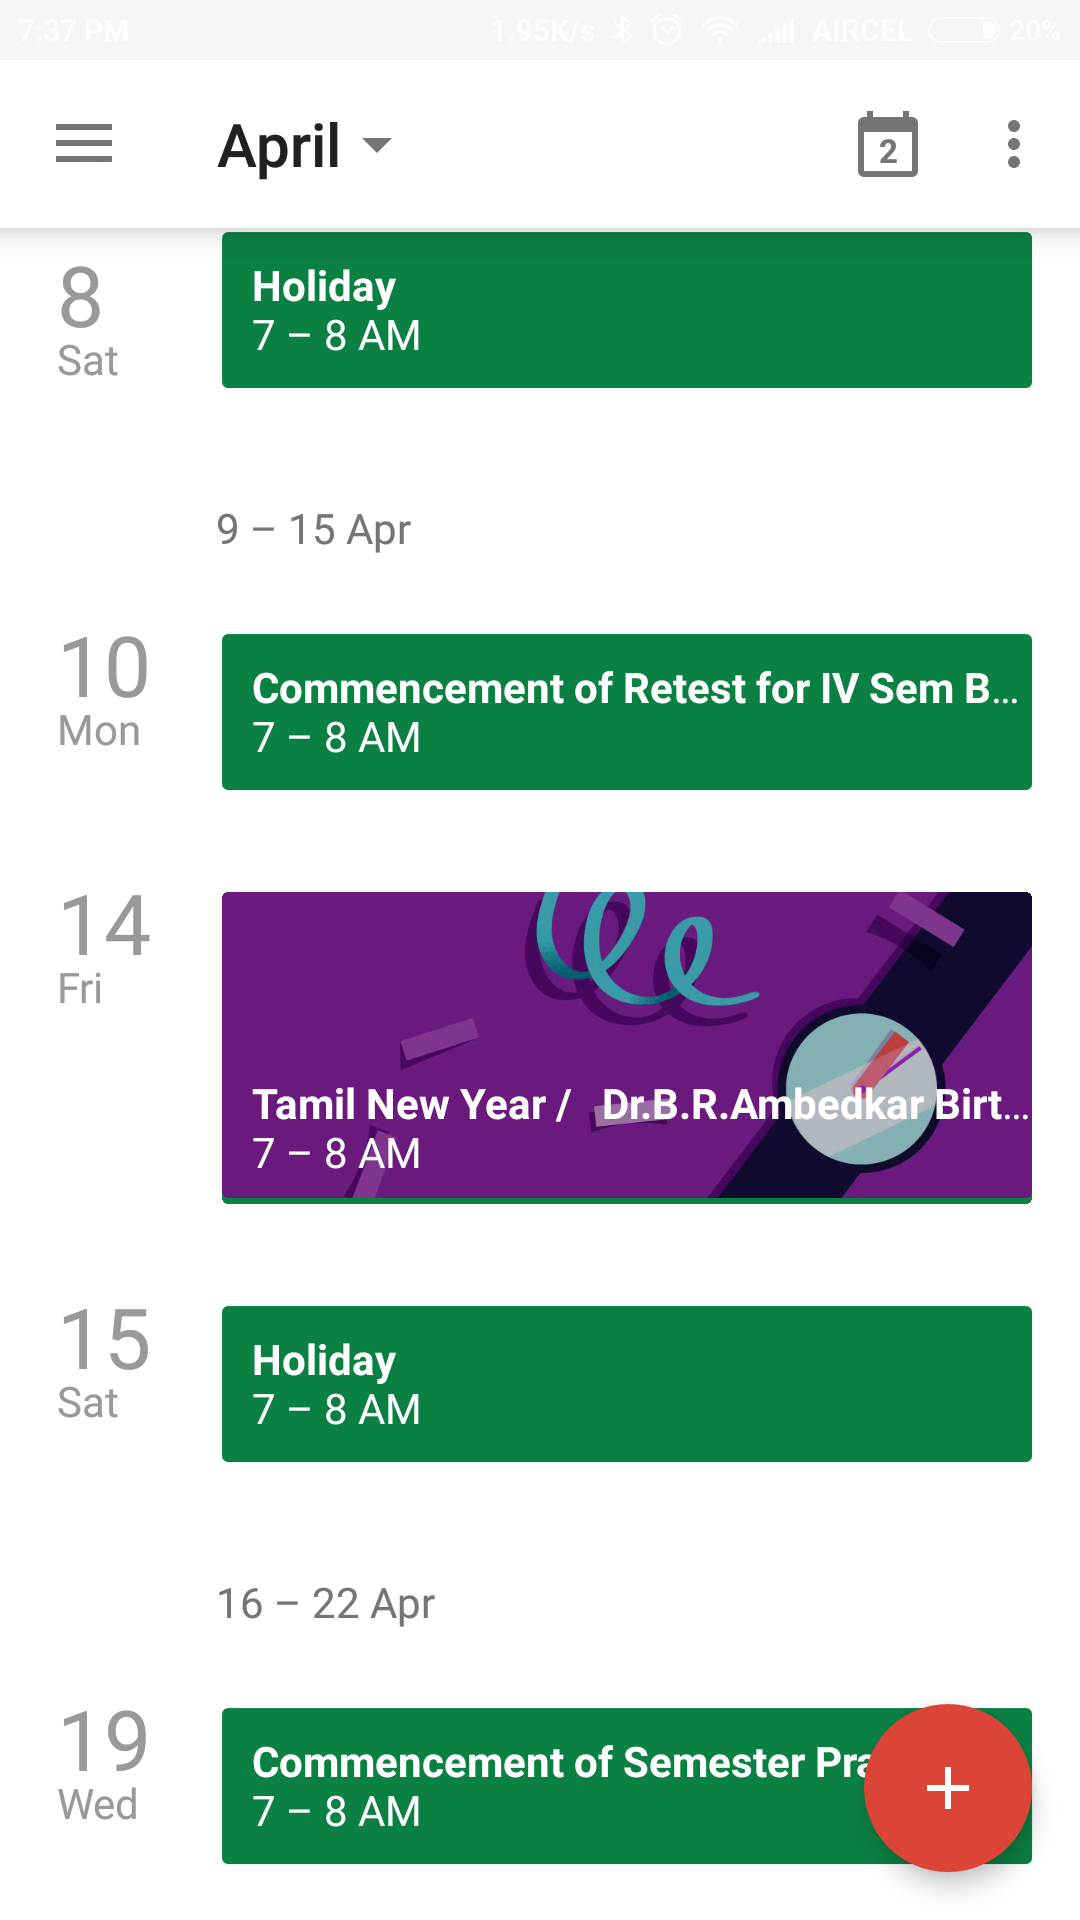 7:37 PM 1.95K/s AIRCEL 20%
April 2
8
Sat
Holiday
7 – 8 AM
9 – 15 Apr
10
Mon
Commencement of Retest for IV Sem B...
7 – 8 AM
14
Fri
Tamil New Year / Dr.B.R.Ambedkar Birt...
7 – 8 AM
15
Sat
Holiday
7 – 8 AM
16 – 22 Apr
19
Wed
Commencement of Semester Pra
7 – 8 AM